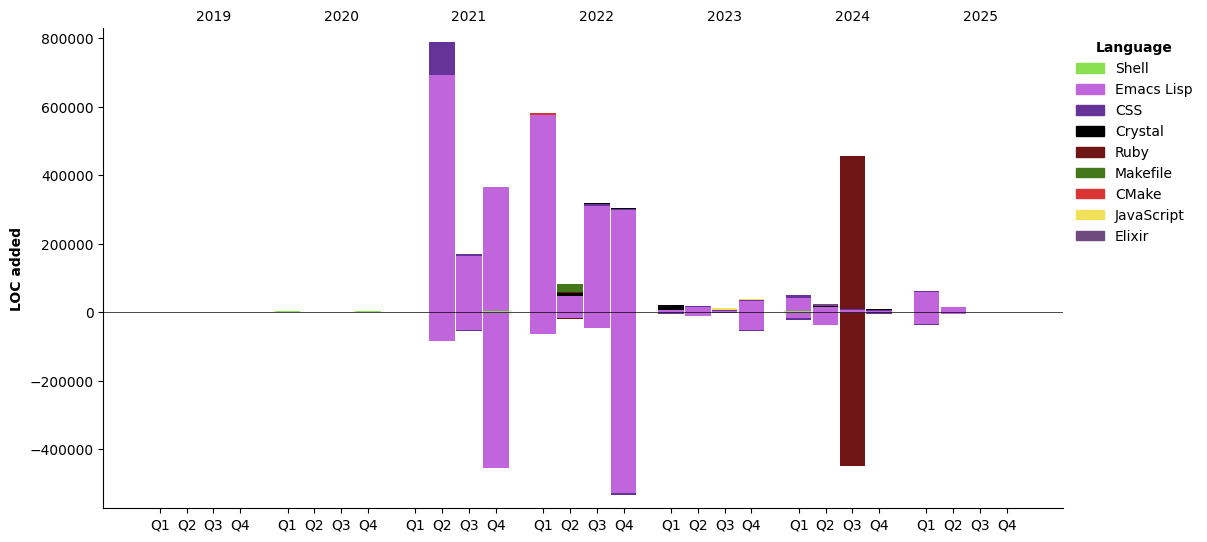 2019 2020 2021 2022 2023 2024 2025
800000
600000
400000
200000
0
−200000
−400000
LOC added
Q1 Q2 Q3 Q4 Q1 Q2 Q3 Q4 Q1 Q2 Q3 Q4 Q1 Q2 Q3 Q4 Q1 Q2 Q3 Q4 Q1 Q2 Q3 Q4 Q1 Q2 Q3 Q4
Language
Shell
Emacs Lisp
CSS
Crystal
Ruby
Makefile
CMake
JavaScript
Elixir